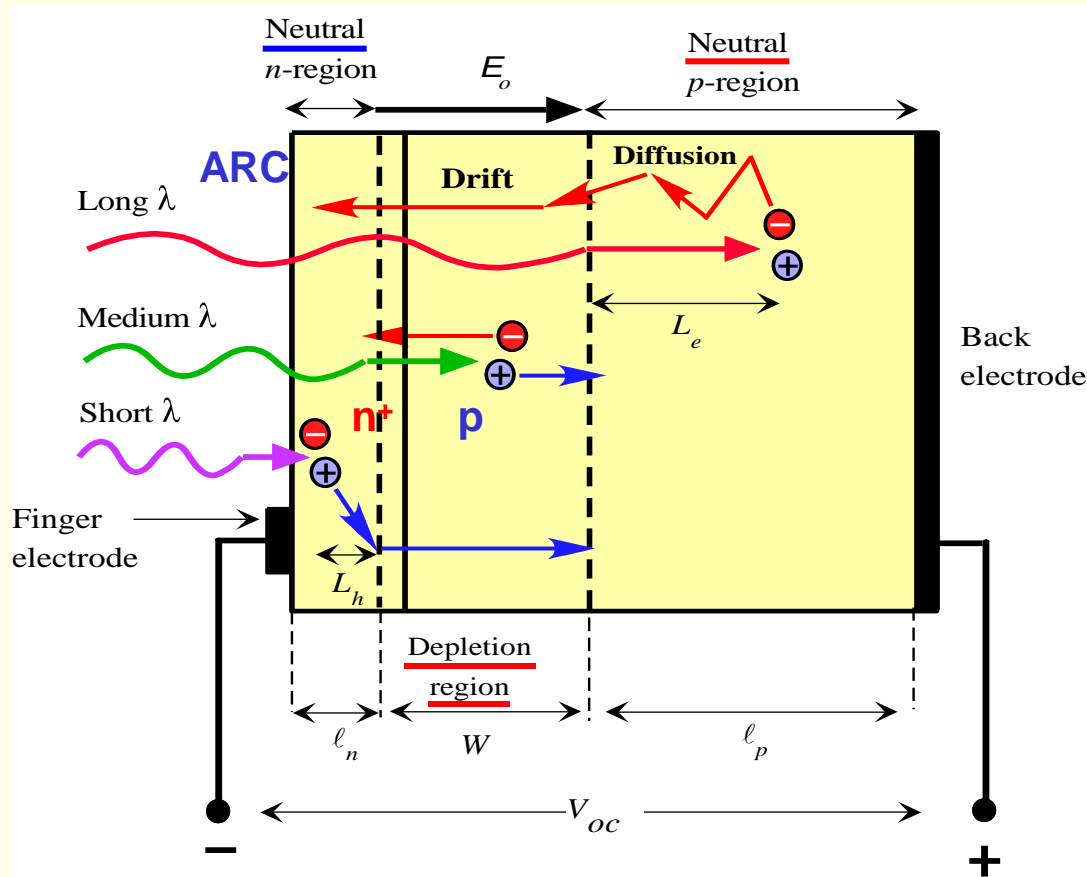 Neutral
n-region
E_o
Neutral
p-region
ARC
Drift
Diffusion
Long λ
L_e
Medium λ
Back
electrode
n⁺
p
Short λ
Finger
electrode
L_h
Depletion
region
ℓ_n
W
ℓ_p
V_oc